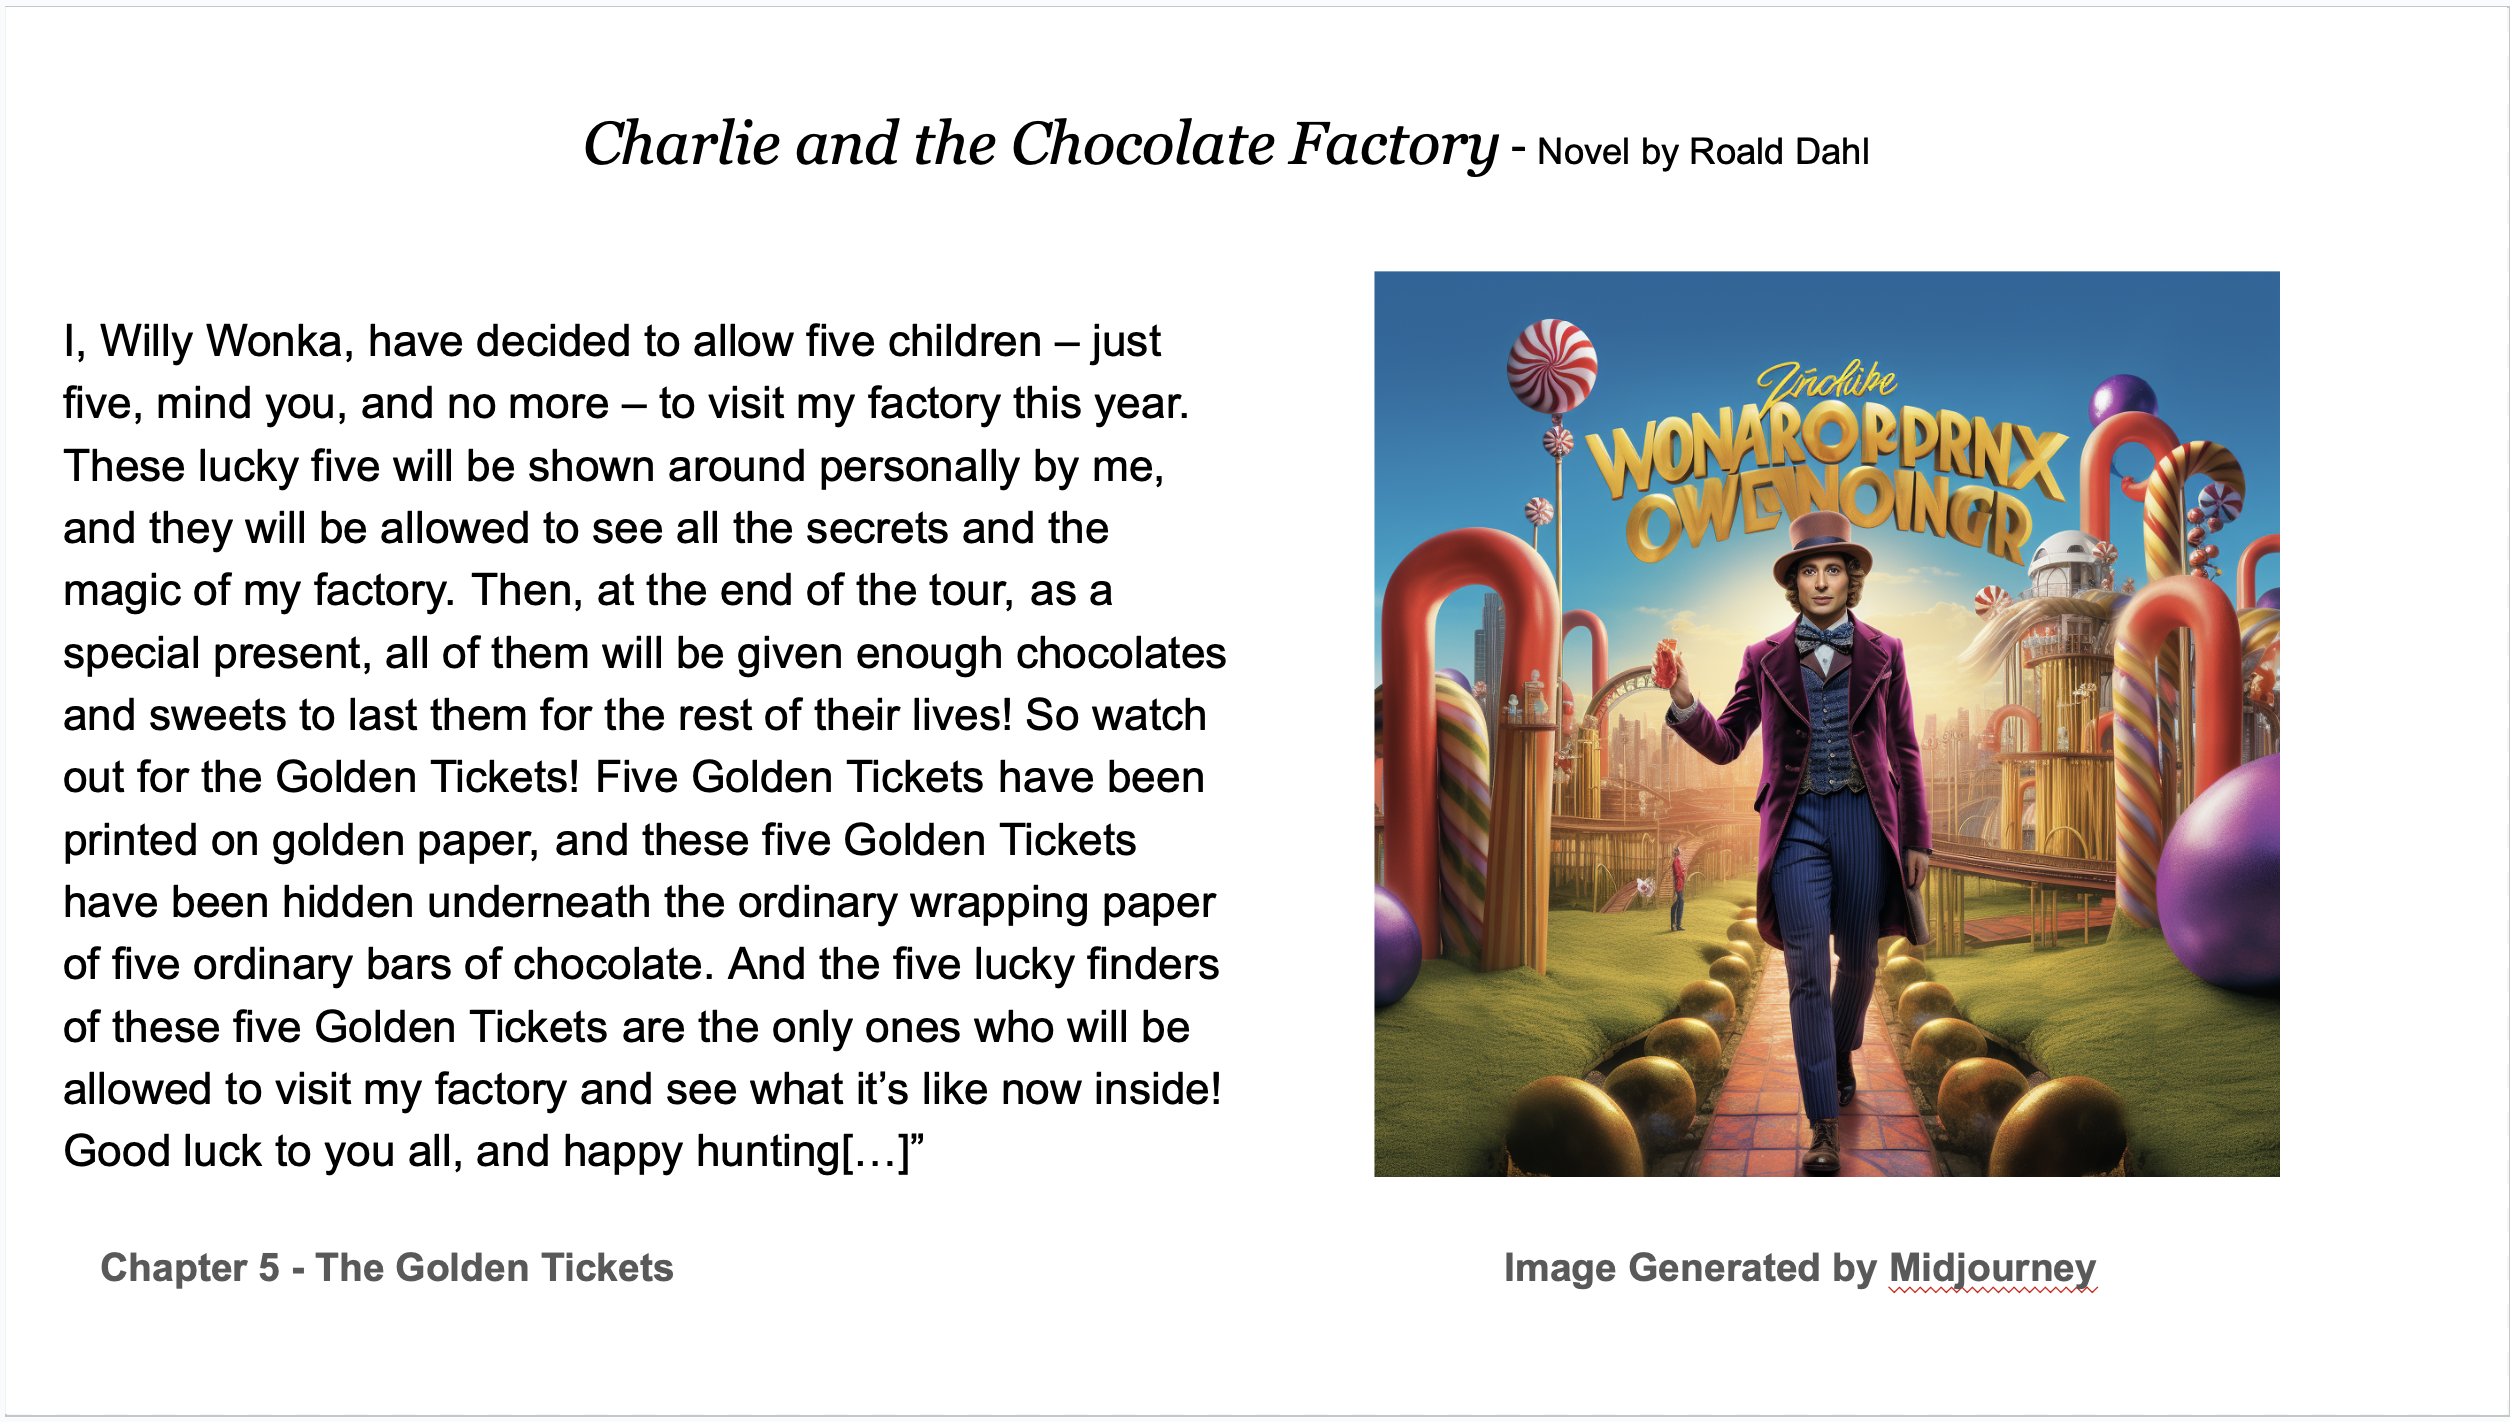 Charlie and the Chocolate Factory - Novel by Roald Dahl
I, Willy Wonka, have decided to allow five children – just
five, mind you, and no more – to visit my factory this year.
These lucky five will be shown around personally by me,
and they will be allowed to see all the secrets and the
magic of my factory. Then, at the end of the tour, as a
special present, all of them will be given enough chocolates
and sweets to last them for the rest of their lives! So watch
out for the Golden Tickets! Five Golden Tickets have been
printed on golden paper, and these five Golden Tickets
have been hidden underneath the ordinary wrapping paper
of five ordinary bars of chocolate. And the five lucky finders
of these five Golden Tickets are the only ones who will be
allowed to visit my factory and see what it’s like now inside!
Good luck to you all, and happy hunting[…]”
Chapter 5 - The Golden Tickets
WONARORPRNX
Image Generated by Midjourney